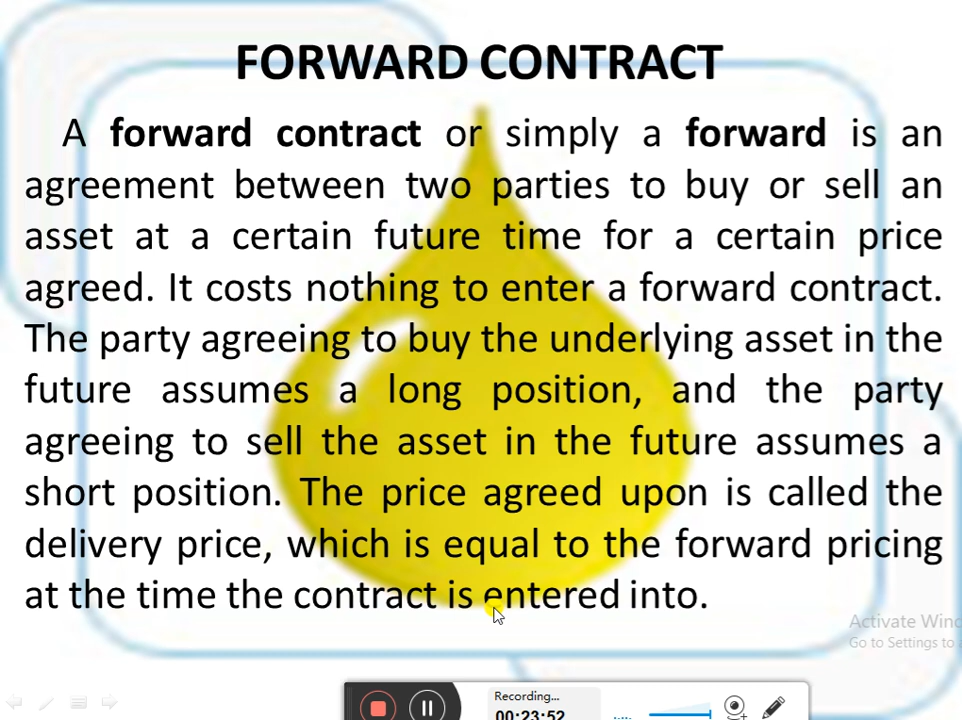 FORWARD CONTRACT
A forward contract or simply a forward is an
agreement between two parties to buy or sell an
asset at a certain future time for a certain price
agreed. It costs nothing to enter a forward contract.
The party agreeing to buy the underlying asset in the
future assumes a long position, and the party
agreeing to sell the asset in the future assumes a
short position. The price agreed upon is called the
delivery price, which is equal to the forward pricing
at the time the contract is entered into.
Activate Wind
Go to Settings to
Recording...
00:23:52